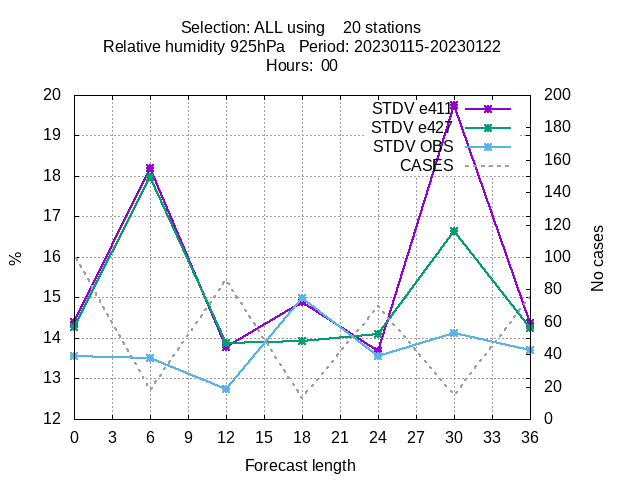 Selection: ALL using    20 stations
Relative humidity 925hPa   Period: 20230115-20230122
Hours:  00
STDV e411
STDV e427
STDV OBS
CASES
%
20
19
18
17
16
15
14
13
12
200
180
160
140
120
100
80
60
40
20
0
No cases
0 3 6 9 12 15 18 21 24 27 30 33 36
Forecast length